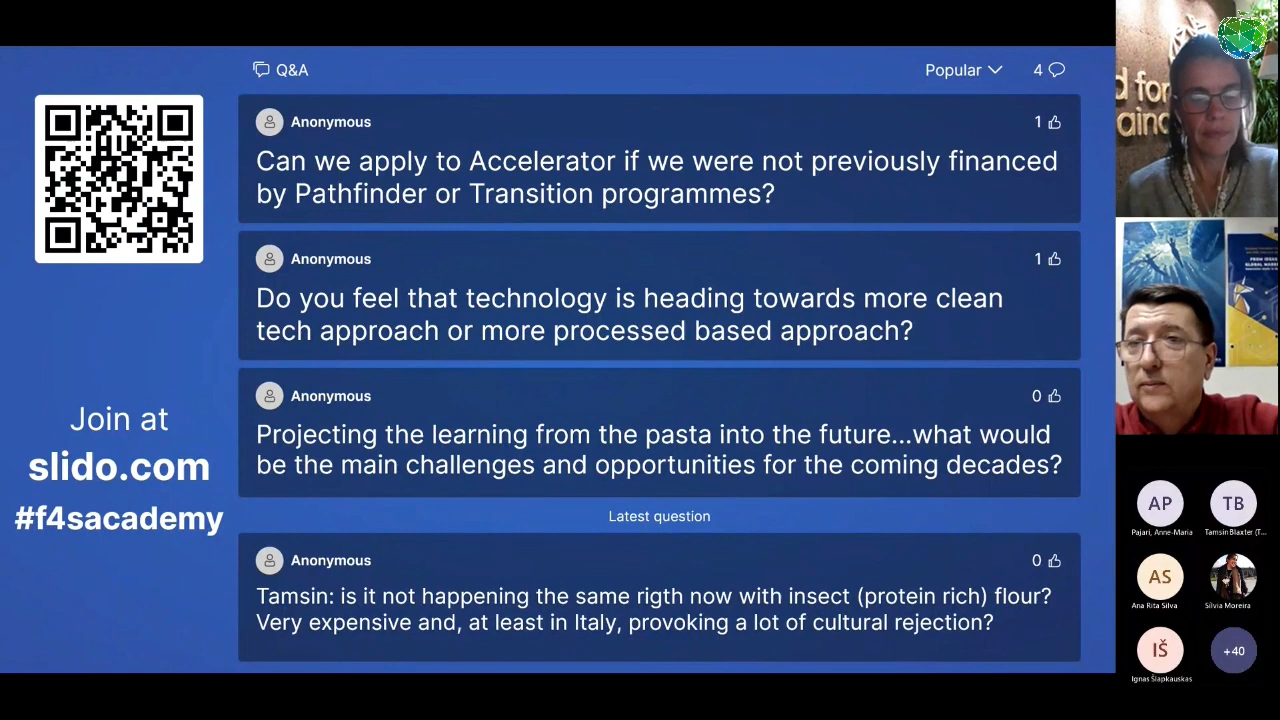 Q&A
Popular
4
Anonymous
1
Can we apply to Accelerator if we were not previously financed
by Pathfinder or Transition programmes?
Anonymous
1
Do you feel that technology is heading towards more clean
tech approach or more processed based approach?
Anonymous
0
Projecting the learning from the pasta into the future...what would
be the main challenges and opportunities for the coming decades?
Latest question
Anonymous
0
Tamsin: is it not happening the same rigth now with insect (protein rich) flour?
Very expensive and, at least in Italy, provoking a lot of cultural rejection?
Join at
slido.com
#f4sacademy
d for
AP
TB
Pajari, Anne-Maria
Tamsin Blaxter (T...
AS
Ana Rita Silva
Sílvia Moreira
IŠ
+40
Ignas Šlapkauskas